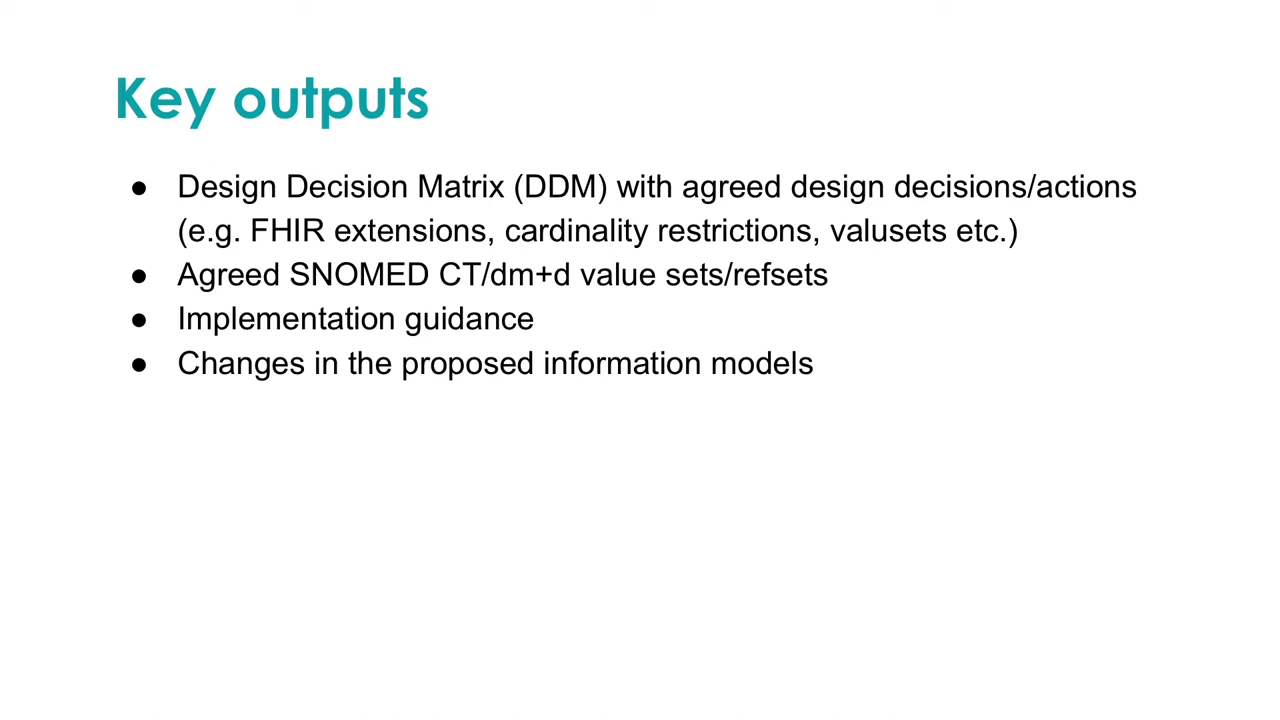 Key outputs
● Design Decision Matrix (DDM) with agreed design decisions/actions
(e.g. FHIR extensions, cardinality restrictions, valusets etc.)
● Agreed SNOMED CT/dm+d value sets/refsets
● Implementation guidance
● Changes in the proposed information models